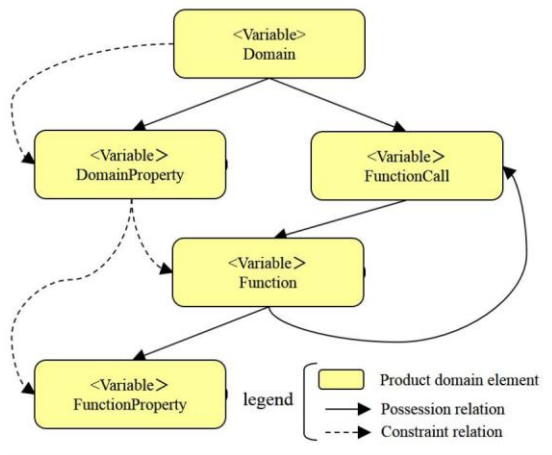 <Variable>
Domain
<Variable>
DomainProperty
<Variable>
FunctionCall
<Variable>
Function
<Variable>
FunctionProperty
legend
Product domain element
Possession relation
Constraint relation